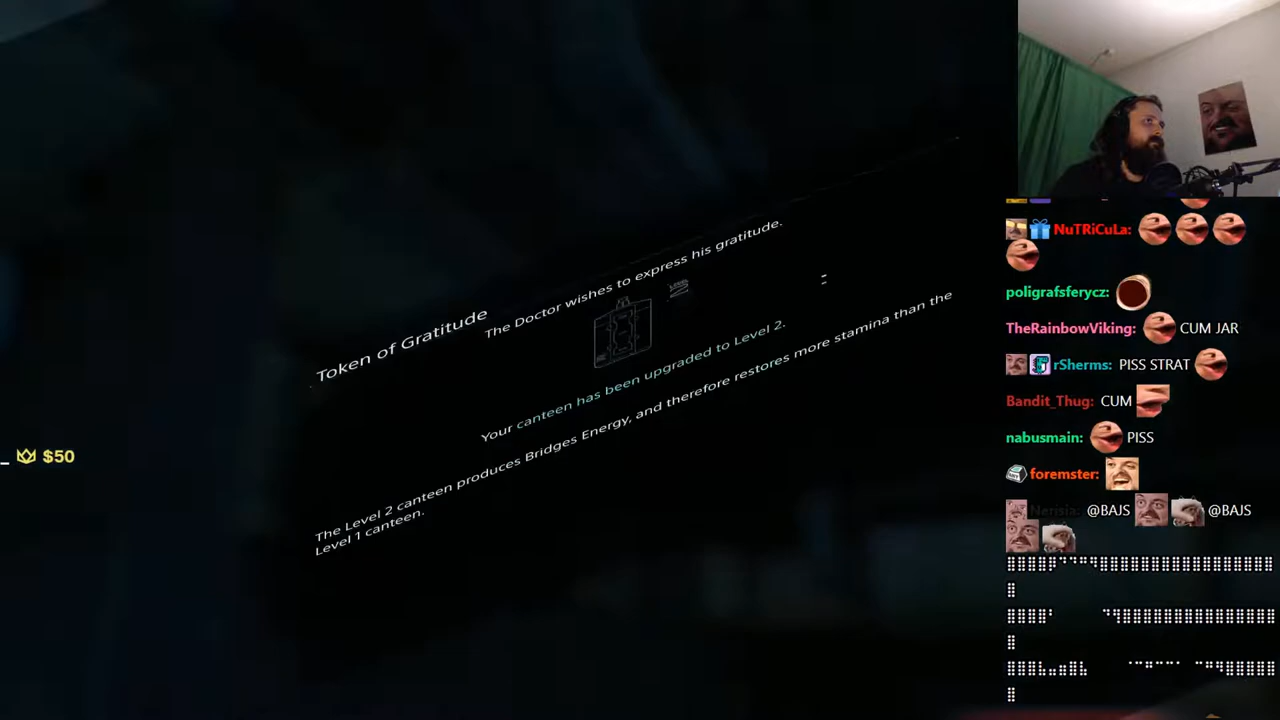 Token of Gratitude
The Doctor wishes to express his gratitude.
Your canteen has been upgraded to Level 2.
The Level 2 canteen produces Bridges Energy, and therefore restores more stamina than the
Level 1 canteen.
$50
NuTRiCuLa:
poligrafsferycz:
TheRainbowViking: CUM JAR
rSherms: PISS STRAT
Bandit_Thug: CUM
nabusmain: PISS
foremster:
Nerisia: @BAJS @BAJS